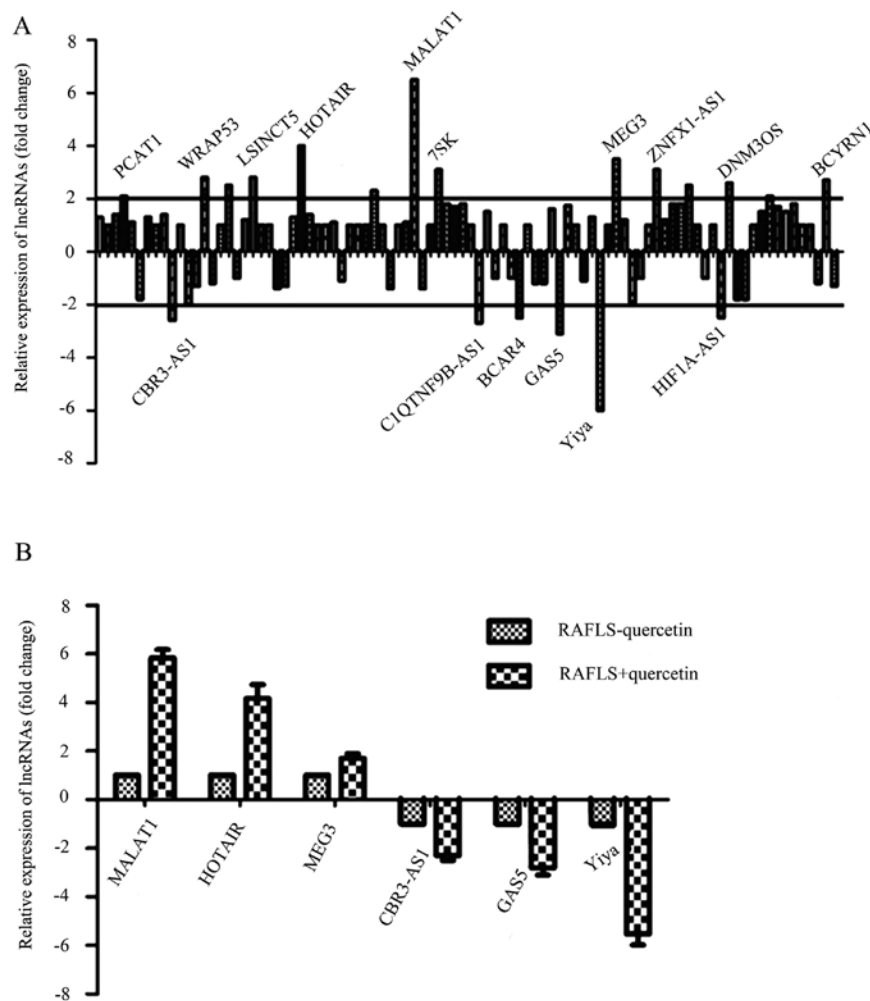 A
Relative expression of lncRNAs (fold change)
8
6
4
2
0
-2
-4
-6
-8
PCAT1
WRAP53
LSINCT5
HOTAIR
MALAT1
7SK
MEG3
ZNFX1-AS1
DNM3OS
BCYRN1
CBR3-AS1
C1QTNF9B-AS1
BCAR4
GAS5
Yiya
HIF1A-AS1
B
Relative expression of lncRNAs (fold change)
8
6
4
2
0
-2
-4
-6
-8
RAFLS-quercetin
RAFLS+quercetin
MALAT1
HOTAIR
MEG3
CBR3-AS1
GAS5
Yiya